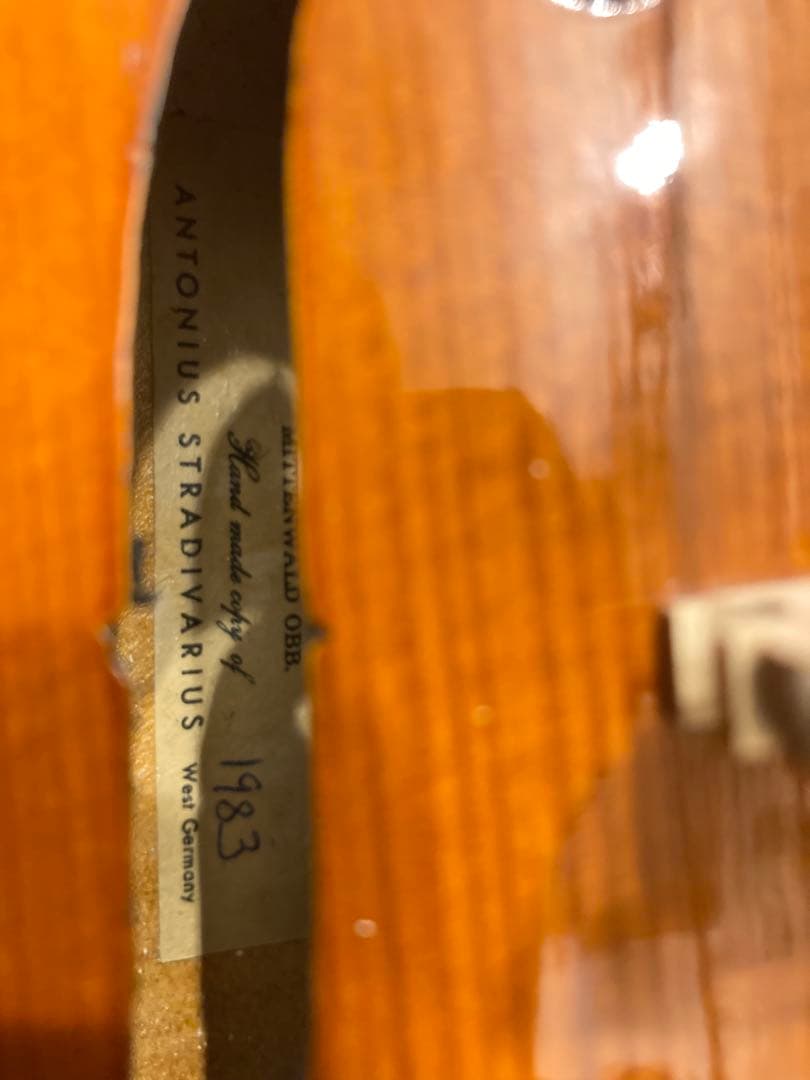 MITTENWALD OBB.
Hand made copy of 1983
ANTONIUS STRADIVARIUS West Germany